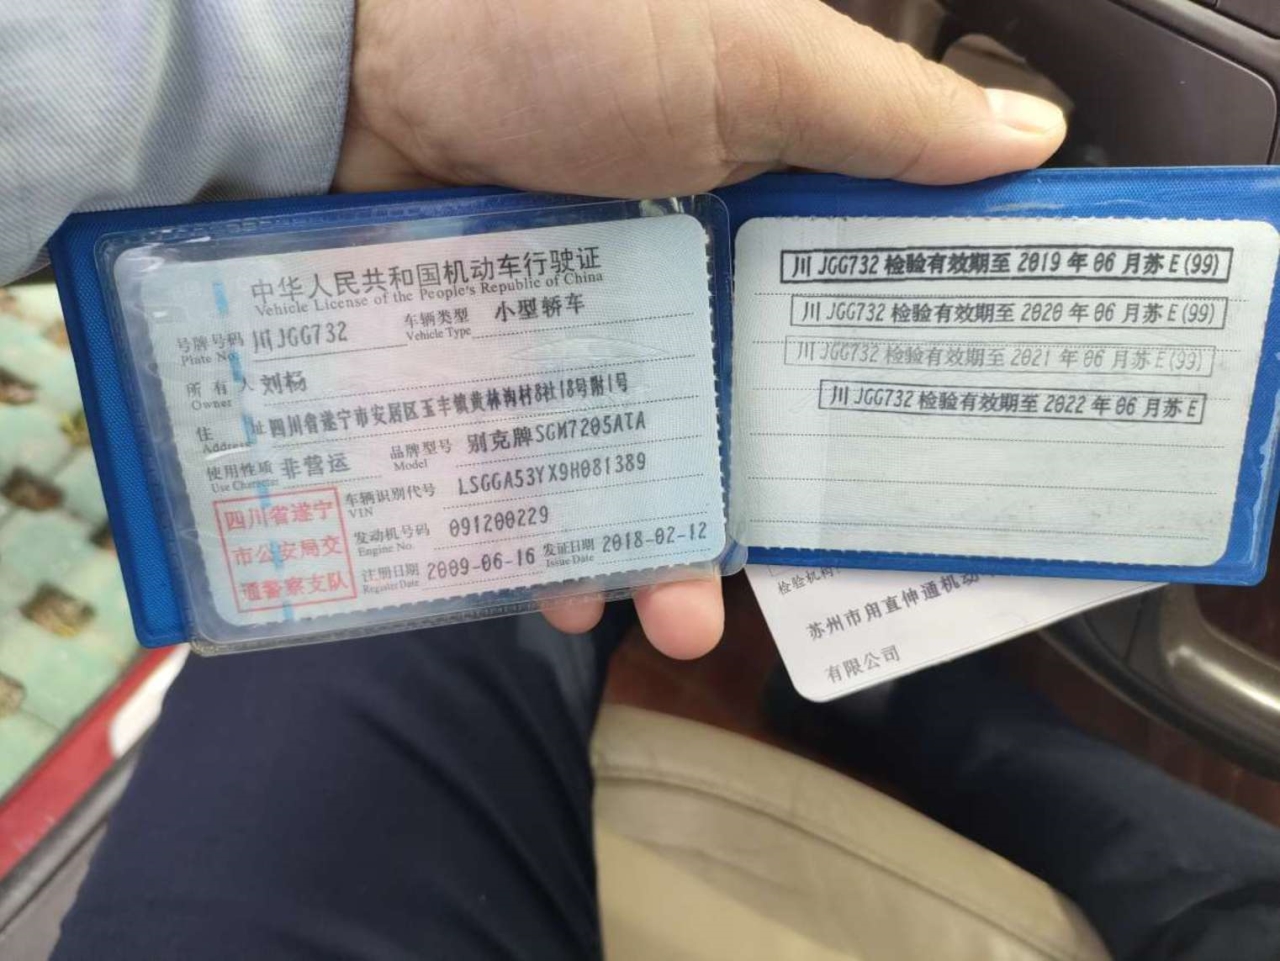 中华人民共和国机动车行驶证
Vehicle License of the People's Republic of China
号牌号码 川JGG732 车辆类型 小型轿车
Plate No. Vehicle Type
所有人 刘杨
Owner
住 址 四川省遂宁市安居区玉丰镇黄林沟村8社18号附1号
Address
使用性质 非营运 品牌型号 别克牌SGM7205ATA
Use Character Model
车辆识别代号 LSGGA53YX9H081389
VIN
发动机号码 091200229
Engine No.
注册日期 2009-06-16 发证日期 2018-02-12
Register Date Issue Date
四川省遂宁
市公安局交
通警察支队
川JGG732 检验有效期至 2019 年 06 月苏E(99)
川JGG732 检验有效期至 2020 年 06 月苏E(99)
川JGG732 检验有效期至 2021 年 06 月苏E(99)
川JGG732 检验有效期至 2022 年 06 月苏E
检验机构
苏州市甪直伸通机动
有限公司